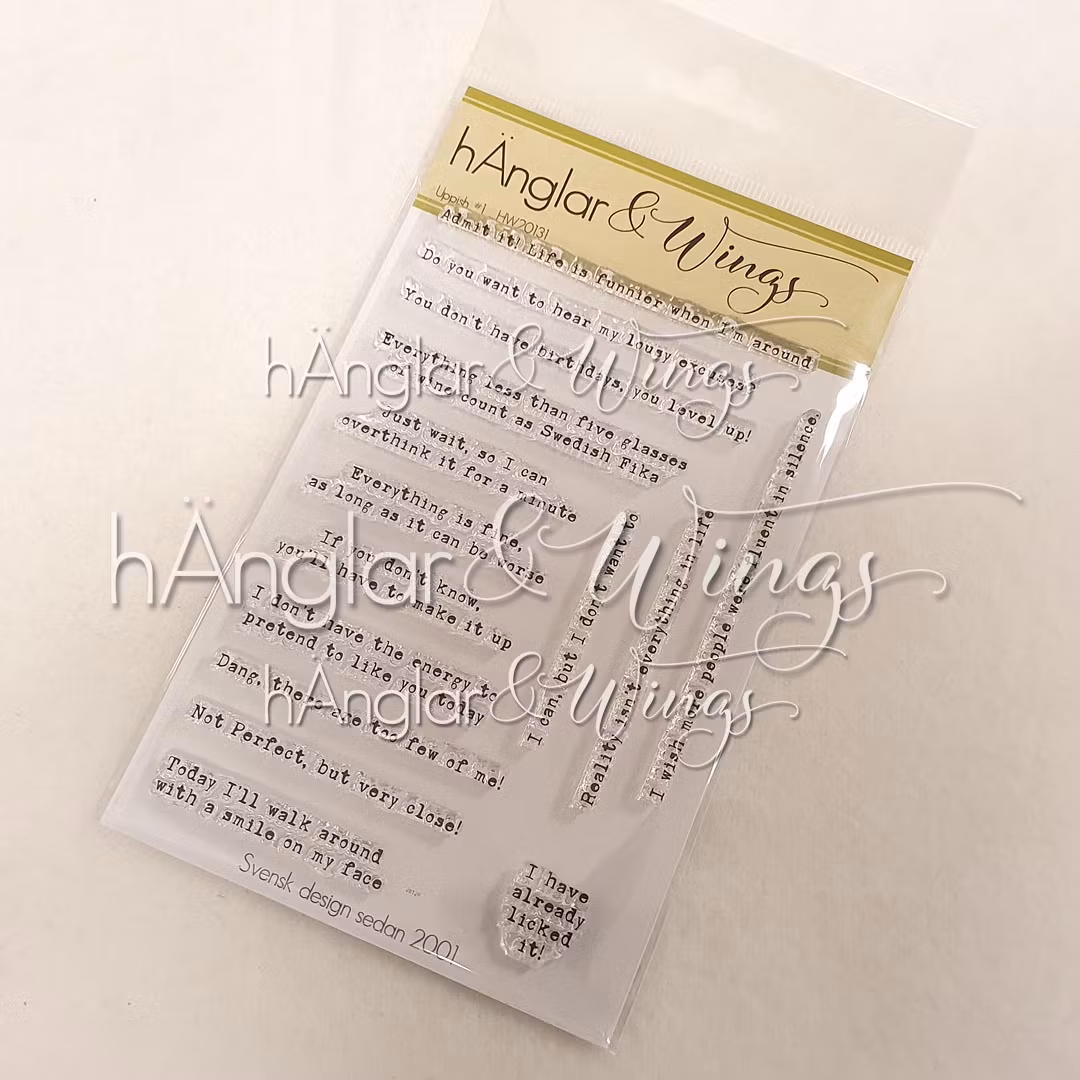 hÄnglar & Wings
Uppish #1 HW20131
Admit it! Life is funnier when I'm around
Do you want to hear my lousy excuses
You don't have birthdays, you level up!
Everything less than five glasses
of wine count as Swedish Fika
Just wait, so I can
overthink it for a minute
Everything is fine,
as long as it can be worse
If you don't know,
you'll have to make it up
I don't have the energy to
pretend to like you today
Dang, there are too few of me!
Not Perfect, but very close!
Today I'll walk around
with a smile on my face
I can, but I don't want to
Reality isn't everything in life
I wish more people were fluent in silence.
I have
already
licked
it!
Svensk design sedan 2001
hÄnglar & Wings
hÄnglar & Wings
hÄnglar & Wings